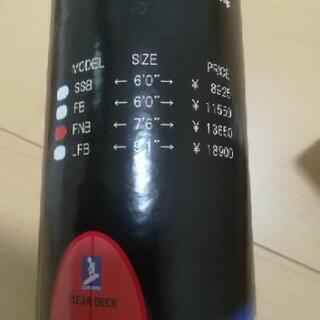 MODEL SIZE PRICE
SSB ← 6'0" → ¥ 8925
FB ← 6'0" → ¥ 11550
FNB ← 7'6" → ¥ 13650
LFB ← 9'1" → ¥ 18900
CLEAR DECK